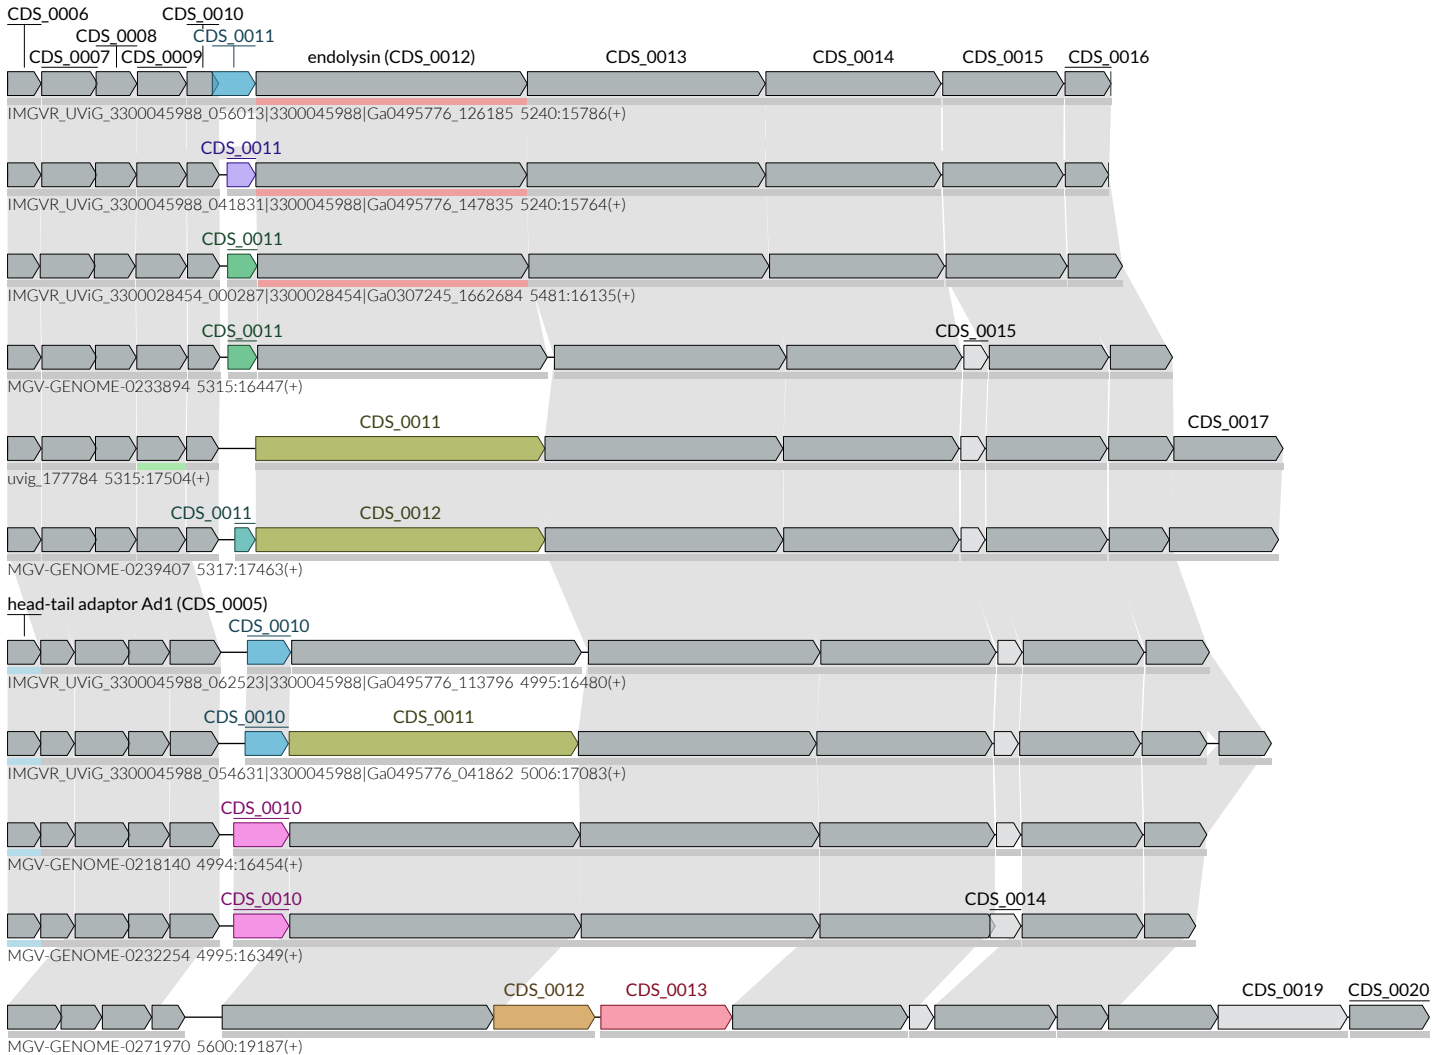 CDS_0006 CDS_0010
CDS_0008 CDS_0011
CDS_0007 CDS_0009 endolysin (CDS_0012) CDS_0013 CDS_0014 CDS_0015 CDS_0016
IMGVR_UViG_3300045988_056013|3300045988|Ga0495776_126185 5240:15786(+)
CDS_0011
IMGVR_UViG_3300045988_041831|3300045988|Ga0495776_147835 5240:15764(+)
CDS_0011
IMGVR_UViG_3300028454_000287|3300028454|Ga0307245_1662684 5481:16135(+)
CDS_0011 CDS_0015
MGV-GENOME-0233894 5315:16447(+)
CDS_0011 CDS_0017
uvig_177784 5315:17504(+)
CDS_0011 CDS_0012
MGV-GENOME-0239407 5317:17463(+)
head-tail adaptor Ad1 (CDS_0005)
CDS_0010
IMGVR_UViG_3300045988_062523|3300045988|Ga0495776_113796 4995:16480(+)
CDS_0010 CDS_0011
IMGVR_UViG_3300045988_054631|3300045988|Ga0495776_041862 5006:17083(+)
CDS_0010
MGV-GENOME-0218140 4994:16454(+)
CDS_0010 CDS_0014
MGV-GENOME-0232254 4995:16349(+)
CDS_0012 CDS_0013 CDS_0019 CDS_0020
MGV-GENOME-0271970 5600:19187(+)